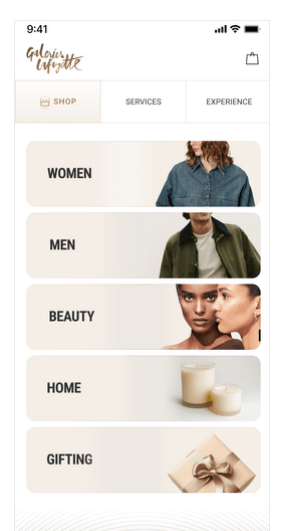 9:41
Galeries
Lafayette
SHOP
SERVICES
EXPERIENCE
WOMEN
MEN
BEAUTY
HOME
GIFTING